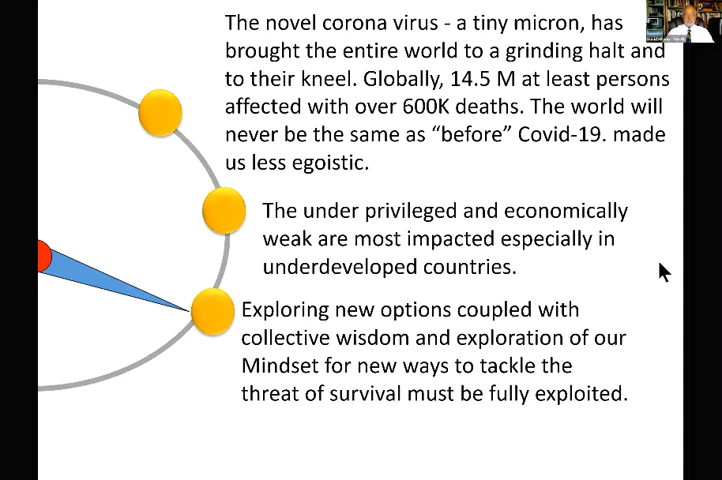 The novel corona virus - a tiny micron, has
brought the entire world to a grinding halt and
to their kneel. Globally, 14.5 M at least persons
affected with over 600K deaths. The world will
never be the same as “before” Covid-19. made
us less egoistic.
The under privileged and economically
weak are most impacted especially in
underdeveloped countries.
Exploring new options coupled with
collective wisdom and exploration of our
Mindset for new ways to tackle the
threat of survival must be fully exploited.